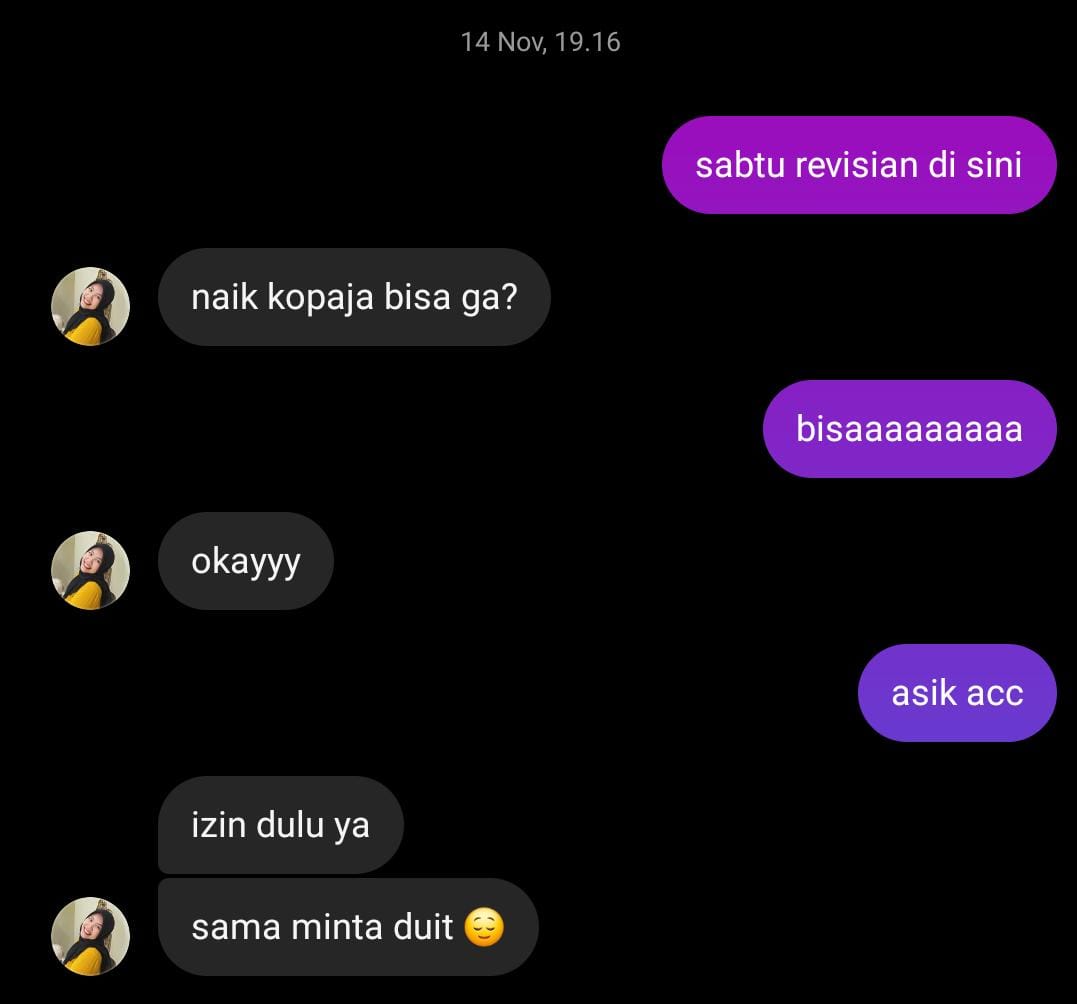 14 Nov, 19.16
sabtu revisian di sini
naik kopaja bisa ga?
bisaaaaaaaaa
okayyy
asik acc
izin dulu ya
sama minta duit 😌